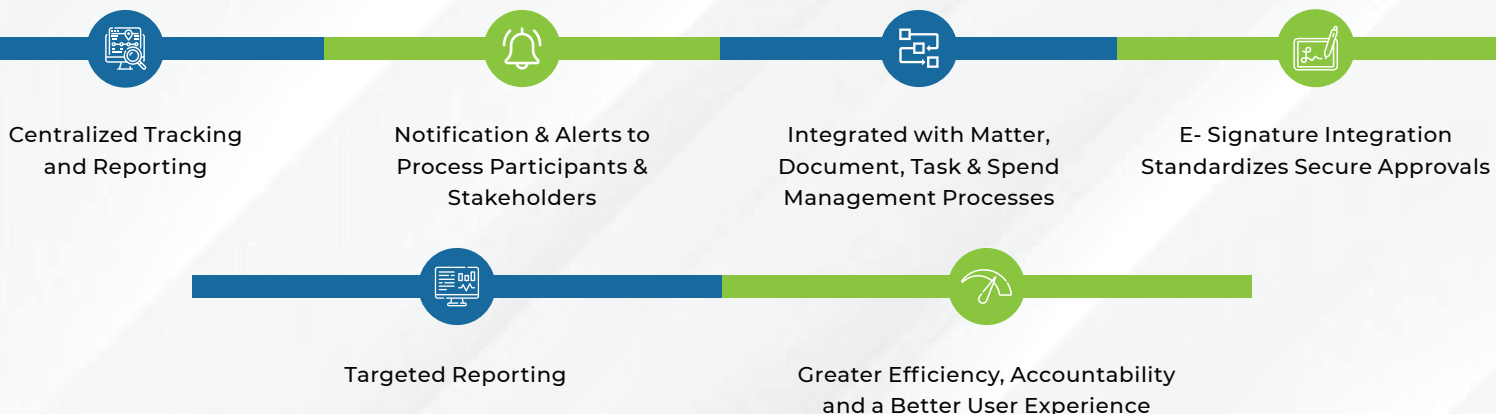 Centralized Tracking
and Reporting
Notification & Alerts to
Process Participants &
Stakeholders
Integrated with Matter,
Document, Task & Spend
Management Processes
E- Signature Integration
Standardizes Secure Approvals
Targeted Reporting
Greater Efficiency, Accountability
and a Better User Experience